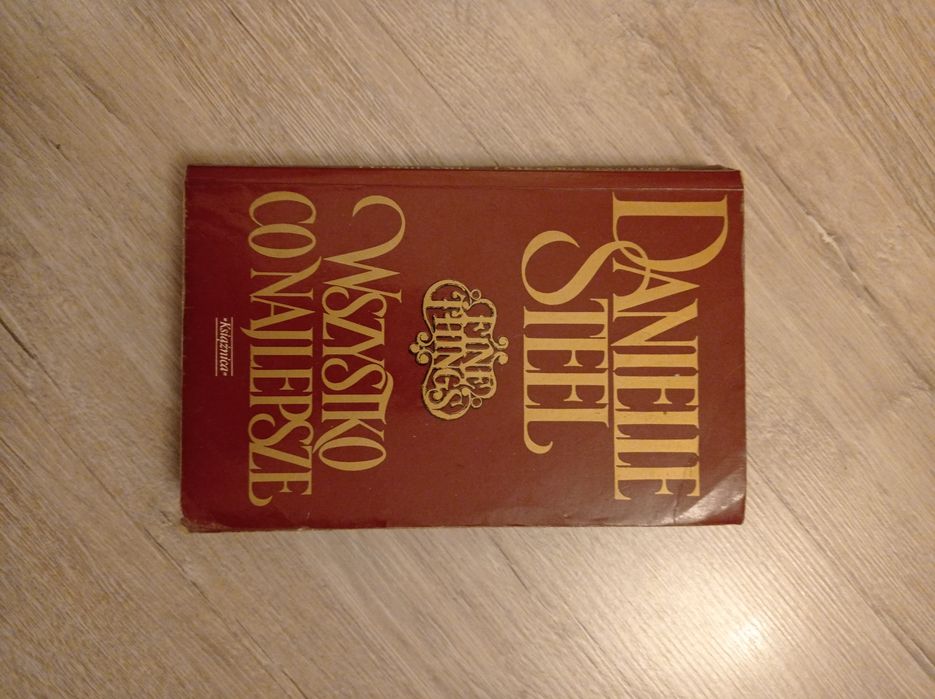 DANIELLE
STEEL
FINE
THINGS
WSZYSTKO
CO NAJLEPSZE
"Książnica"